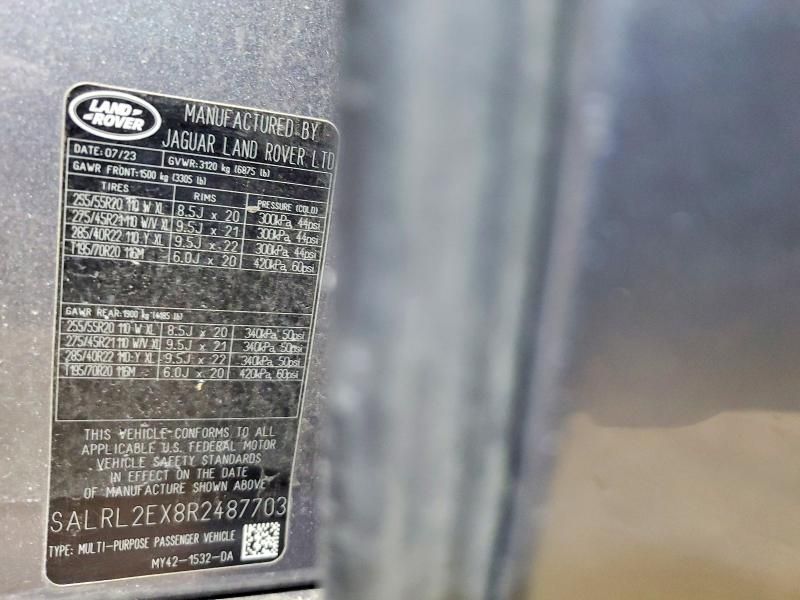 LAND ROVER
MANUFACTURED BY
JAGUAR LAND ROVER LTD
DATE: 07/23 GVWR: 3120 kg (6875 lb)
GAWR FRONT: 1500 kg (3305 lb)
TIRES RIMS PRESSURE (COLD)
255/55R20 110 W XL 8.5J x 20 300kPa, 44psi
275/45R21 110 W/V XL 9.5J x 21 300kPa, 44psi
285/40R22 110 Y XL 9.5J x 22 300kPa, 44psi
T195/70R20 116M - 6.0J x 20 420kPa, 60psi
GAWR REAR: 1900 kg (4185 lb)
255/55R20 110 W XL 8.5J x 20 340kPa, 50psi
275/45R21 110 W/V XL 9.5J x 21 340kPa, 50psi
285/40R22 110 Y XL 9.5J x 22 340kPa, 50psi
T195/70R20 116M - 6.0J x 20 420kPa, 60psi
THIS VEHICLE CONFORMS TO ALL
APPLICABLE U.S. FEDERAL MOTOR
VEHICLE SAFETY STANDARDS
IN EFFECT ON THE DATE
OF MANUFACTURE SHOWN ABOVE
SALRL2EX8R2487703
TYPE: MULTI-PURPOSE PASSENGER VEHICLE
MY42-1532-DA